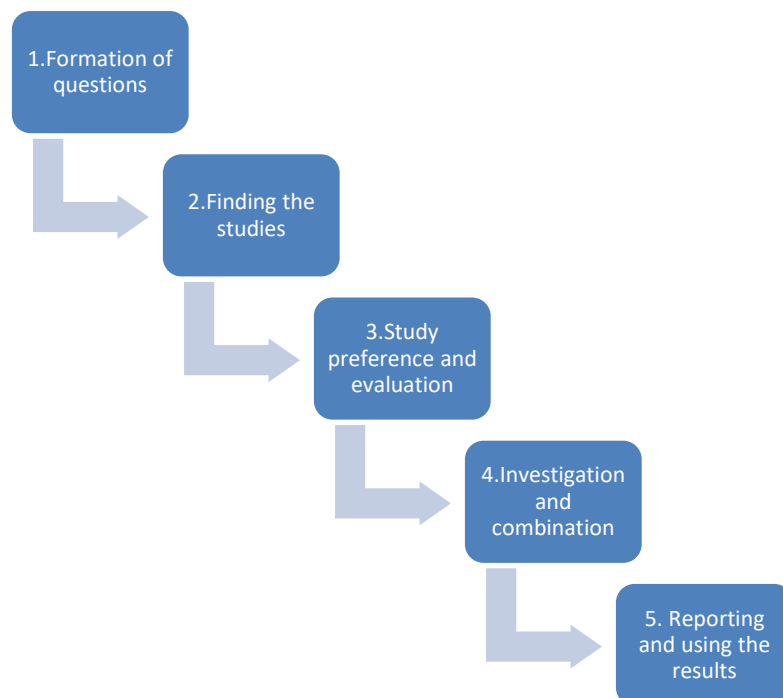 1.Formation of
questions
2.Finding the
studies
3.Study
preference and
evaluation
4.Investigation
and
combination
5. Reporting
and using the
results